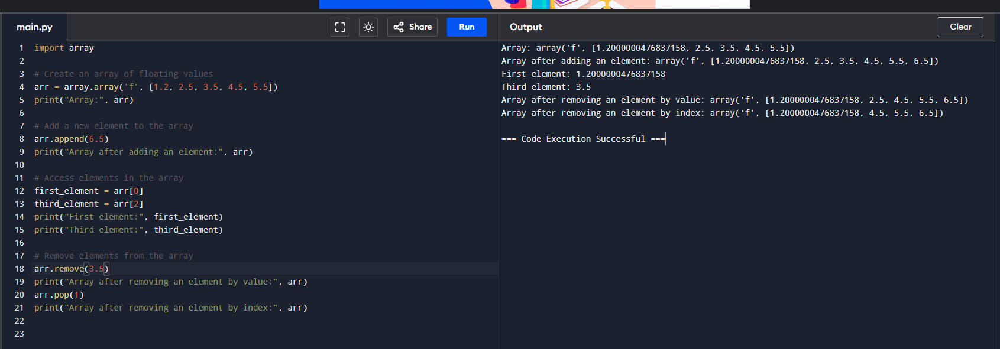 main.py
Share
Run
Output
Clear
1 import array
2
3 # Create an array of floating values
4 arr = array.array('f', [1.2, 2.5, 3.5, 4.5, 5.5])
5 print("Array:", arr)
6
7 # Add a new element to the array
8 arr.append(6.5)
9 print("Array after adding an element:", arr)
10
11 # Access elements in the array
12 first_element = arr[0]
13 third_element = arr[2]
14 print("First element:", first_element)
15 print("Third element:", third_element)
16
17 # Remove elements from the array
18 arr.remove(3.5)
19 print("Array after removing an element by value:", arr)
20 arr.pop(1)
21 print("Array after removing an element by index:", arr)
22
23
Array: array('f', [1.2000000476837158, 2.5, 3.5, 4.5, 5.5])
Array after adding an element: array('f', [1.2000000476837158, 2.5, 3.5, 4.5, 5.5, 6.5])
First element: 1.2000000476837158
Third element: 3.5
Array after removing an element by value: array('f', [1.2000000476837158, 2.5, 4.5, 5.5, 6.5])
Array after removing an element by index: array('f', [1.2000000476837158, 4.5, 5.5, 6.5])
=== Code Execution Successful ===